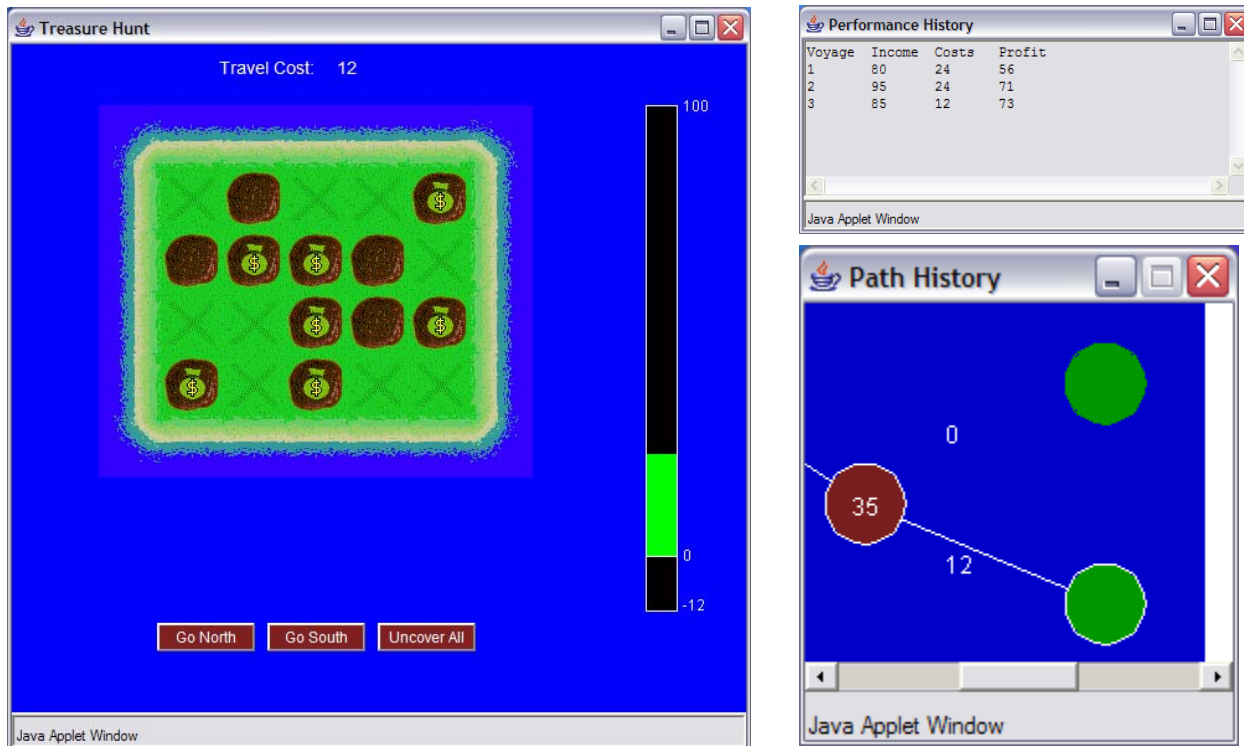 Treasure Hunt
Travel Cost: 12
100
0
-12
$
$ $
$ $
$ $
Go North Go South Uncover All
Java Applet Window
Performance History
Voyage Income Costs Profit
1 80 24 56
2 95 24 71
3 85 12 73
Java Applet Window
Path History
0
35
12
Java Applet Window